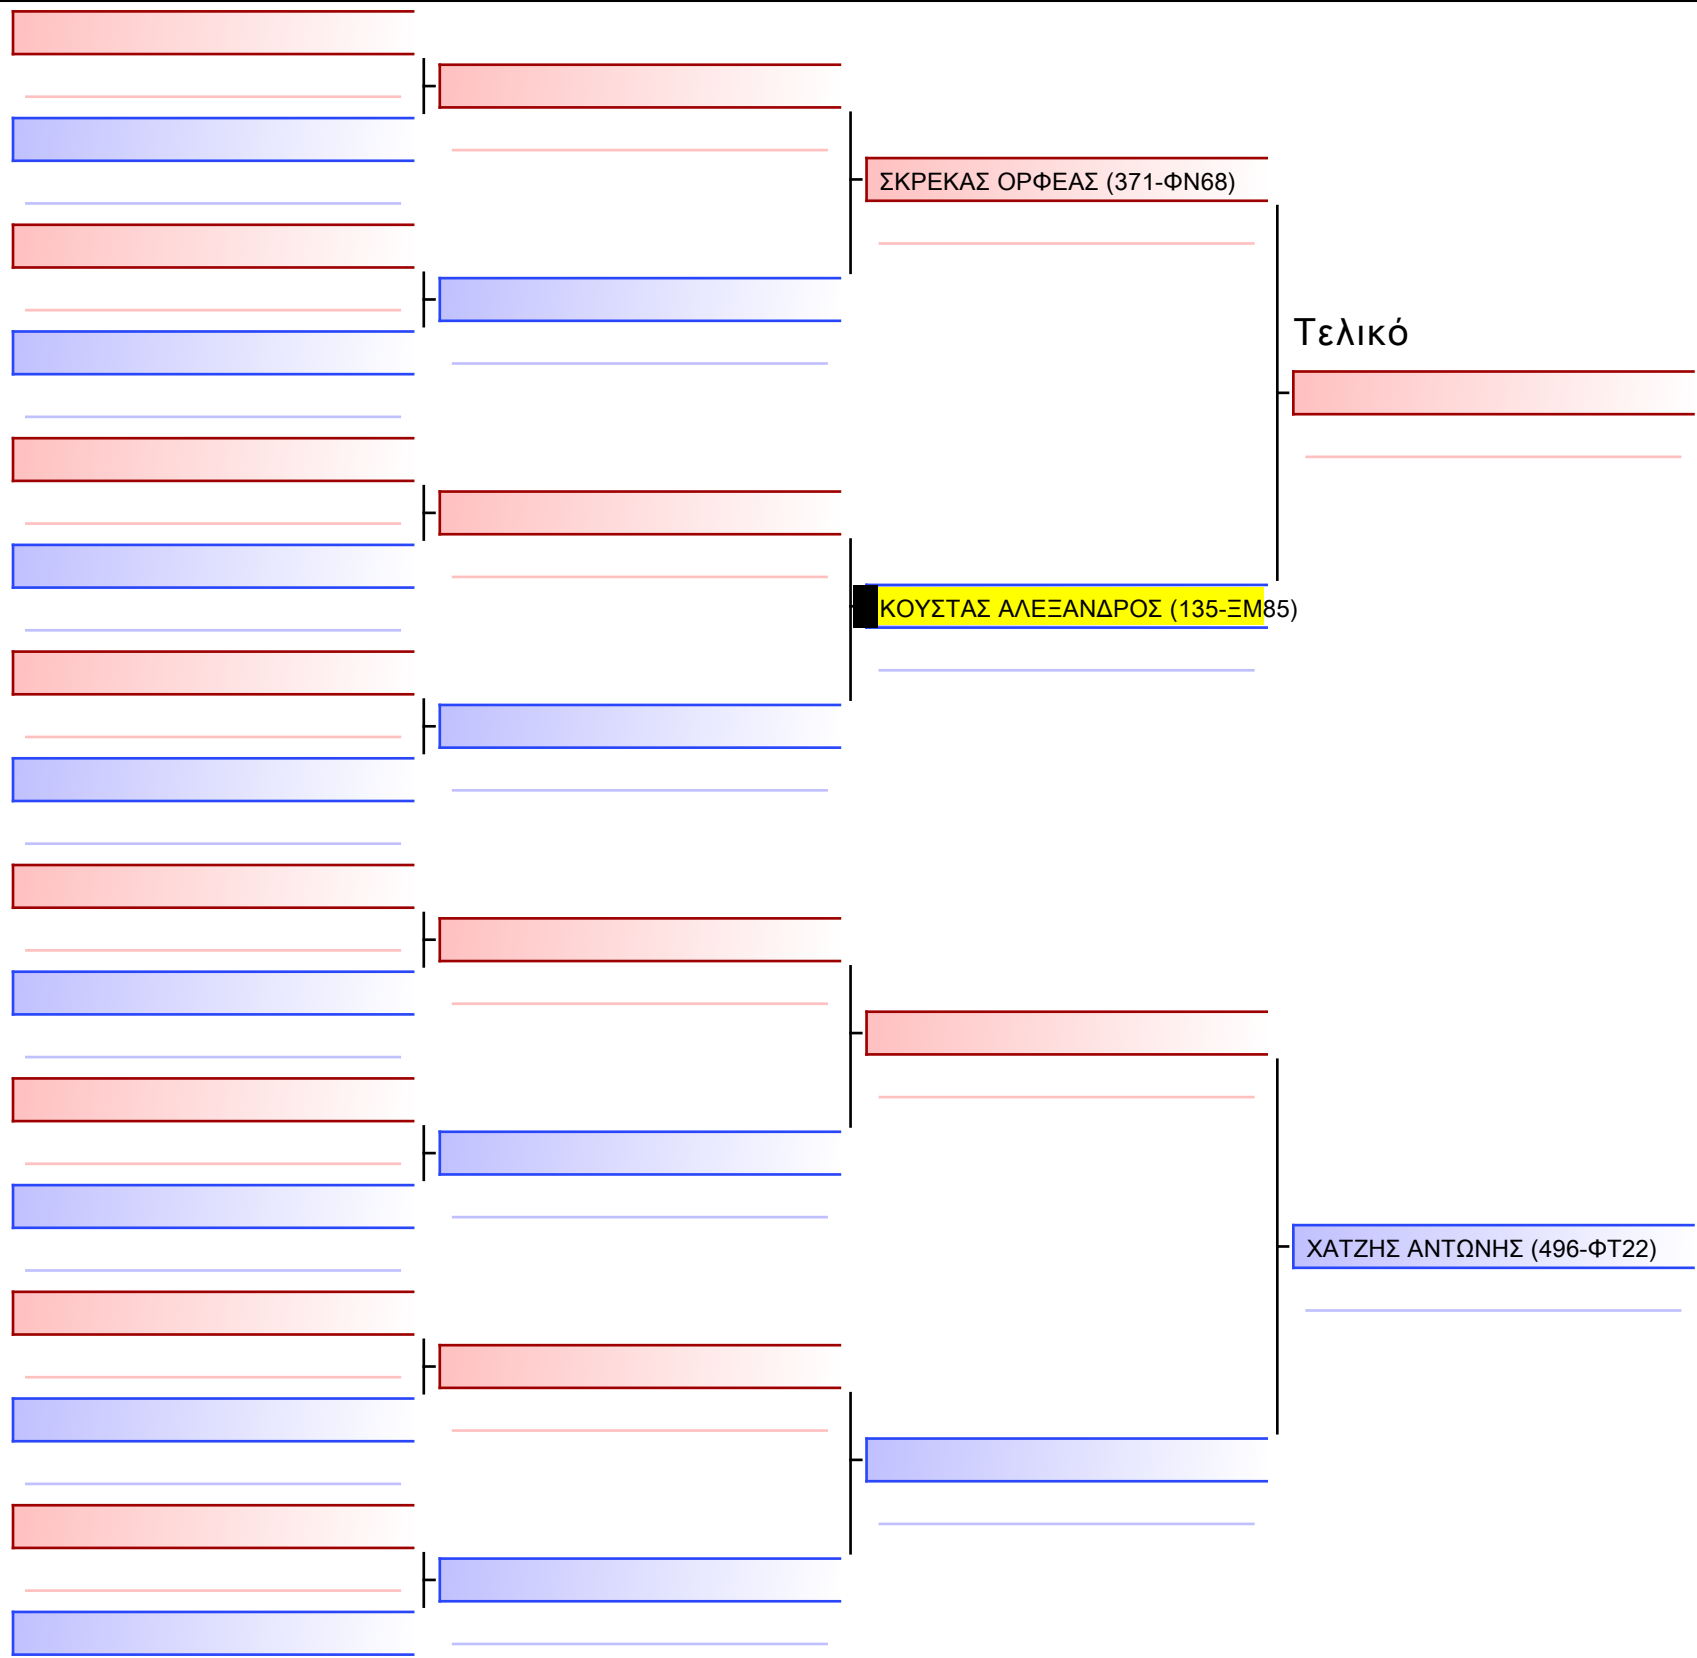 ΣΚΡΕΚΑΣ ΟΡΦΕΑΣ (371-ΦΝ68)
Τελικό
ΚΟΥΣΤΑΣ ΑΛΕΞΑΝΔΡΟΣ (135-ΞΜ85)
ΧΑΤΖΗΣ ΑΝΤΩΝΗΣ (496-ΦΤ22)